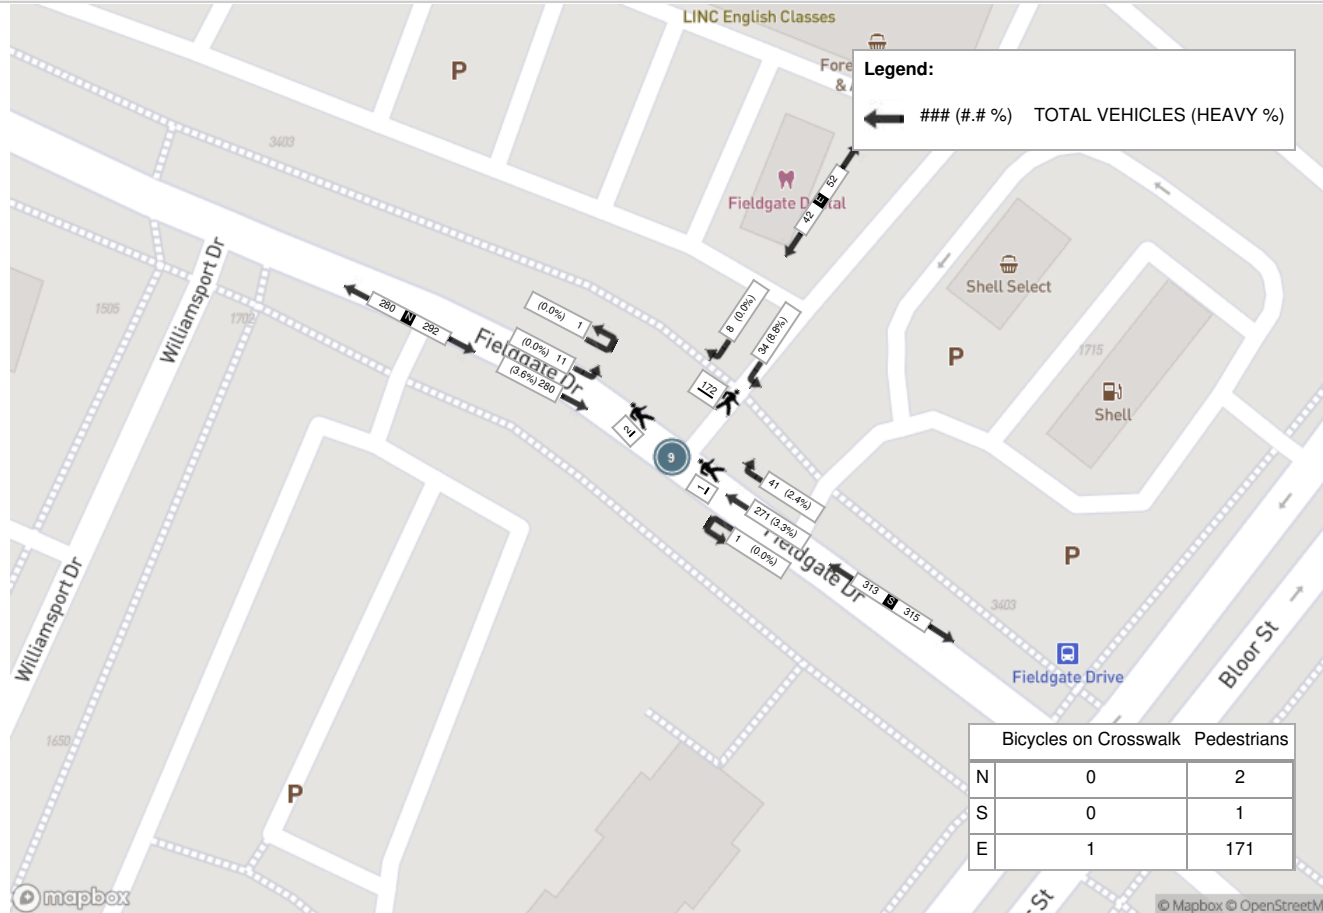 LINC English Classes
Fore
&
Legend:
### (#.# %) TOTAL VEHICLES (HEAVY %)
P
3403
Fieldgate D tal
52
E
42
Shell Select
Williamsport Dr
1505
1702
280 N 292
Fieldgate Dr
(0.0%) 1
(0.0%) 11
(3.6%) 280
8 (0.0%)
34 (8.8%)
172
2
9
1
P
1715
Shell
41 (2.4%)
271 (3.3%)
1 (0.0%)
Fieldgate Dr
313 S 315
P
3403
Fieldgate Drive
Bloor St
Williamsport Dr
1650
P
Bicycles on Crosswalk Pedestrians
N 0 2
S 0 1
E 1 171
St
mapbox
© Mapbox © OpenStreetM